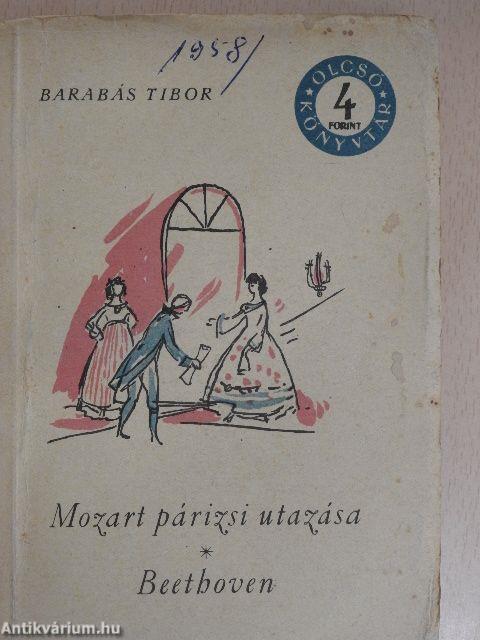 1958/
BARABÁS TIBOR
OLCSÓ
4
FORINT
KÖNYVTÁR
Mozart párizsi utazása
*
Beethoven
Antikvárium.hu